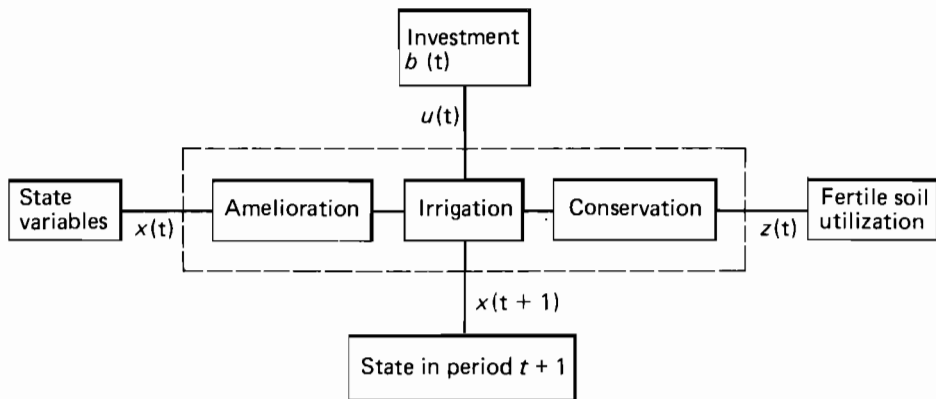 Investment
b (t)
u(t)
State
variables
x(t)
Amelioration
Irrigation
Conservation
z(t)
Fertile soil
utilization
x(t + 1)
State in period t + 1